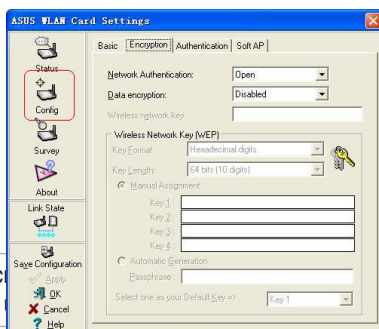 ASUS WLAN Card Settings
Status
Config
Survey
About
Link State
Save Configuration
Apply
OK
Cancel
Help
Basic Encryption Authentication Soft AP
Network Authentication: Open
Data encryption: Disabled
Wireless network key:
Wireless Network Key (WEP)
Key Format: Hexadecimal digits
Key Length: 64 bits (10 digits)
Manual Assignment
Key 1:
Key 2:
Key 3:
Key 4:
Automatic Generation
Passphrase:
Select one as your Default Key => Key 1